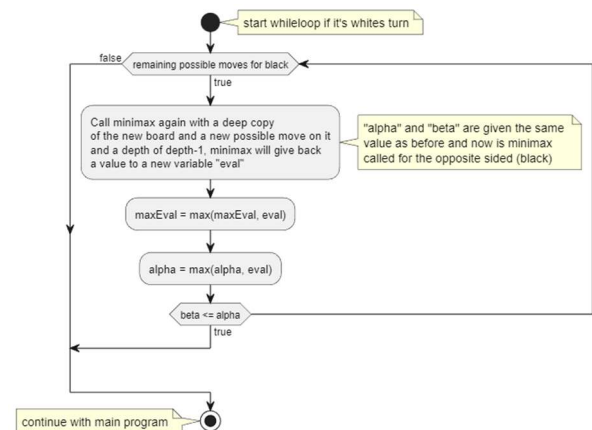 start whileloop if it's whites turn
false
remaining possible moves for black
true
Call minimax again with a deep copy
of the new board and a new possible move on it
and a depth of depth-1, minimax will give back
a value to a new variable "eval"
"alpha" and "beta" are given the same
value as before and now is minimax
called for the opposite sided (black)
maxEval = max(maxEval, eval)
alpha = max(alpha, eval)
beta <= alpha
true
continue with main program